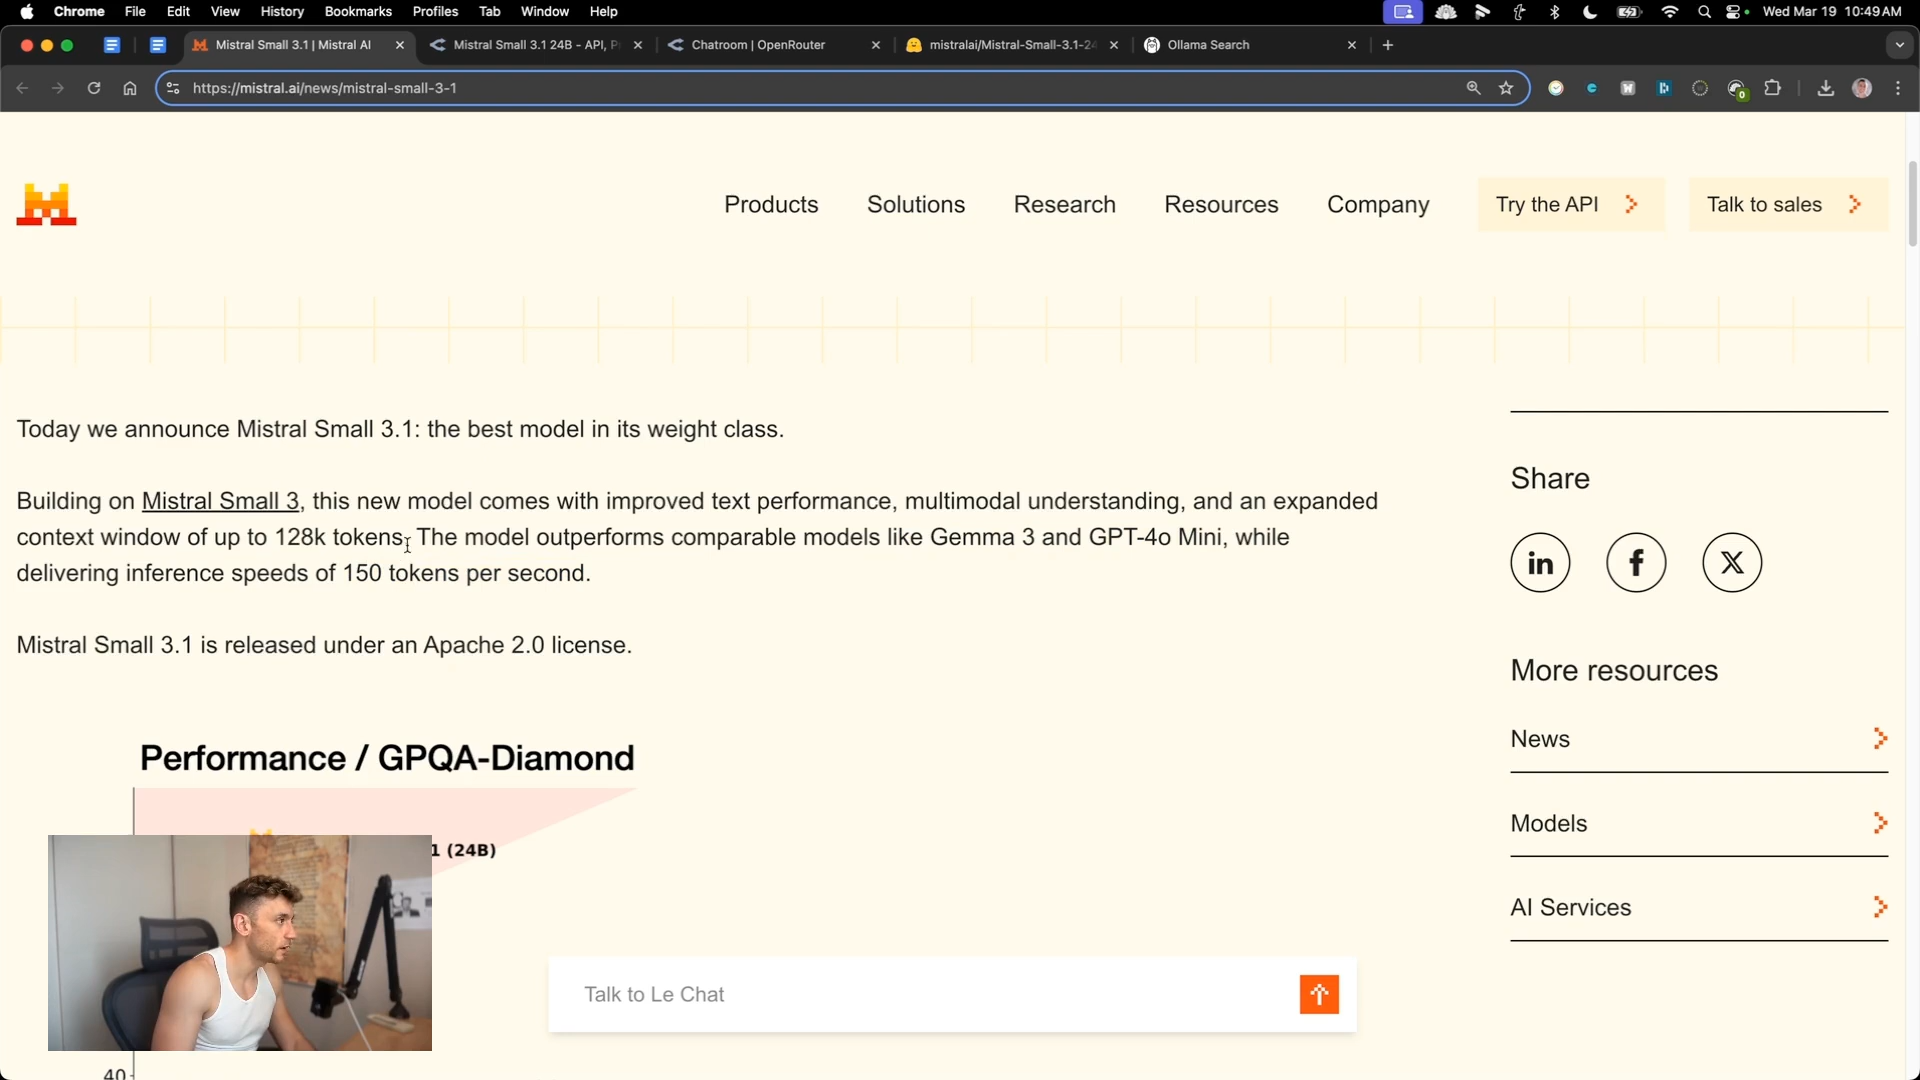 Chrome File Edit View History Bookmarks Profiles Tab Window Help Wed Mar 19 10:49 AM
Mistral Small 3.1 | Mistral AI Mistral Small 3.1 24B - API, P Chatroom | OpenRouter mistralai/Mistral-Small-3.1-24 Ollama Search
https://mistral.ai/news/mistral-small-3-1
0
Products Solutions Research Resources Company Try the API Talk to sales
Today we announce Mistral Small 3.1: the best model in its weight class.
Building on Mistral Small 3, this new model comes with improved text performance, multimodal understanding, and an expanded
context window of up to 128k tokens. The model outperforms comparable models like Gemma 3 and GPT-4o Mini, while
delivering inference speeds of 150 tokens per second.
Mistral Small 3.1 is released under an Apache 2.0 license.
Performance / GPQA-Diamond
1 (24B)
40
Talk to Le Chat
Share
in f X
More resources
News
Models
AI Services